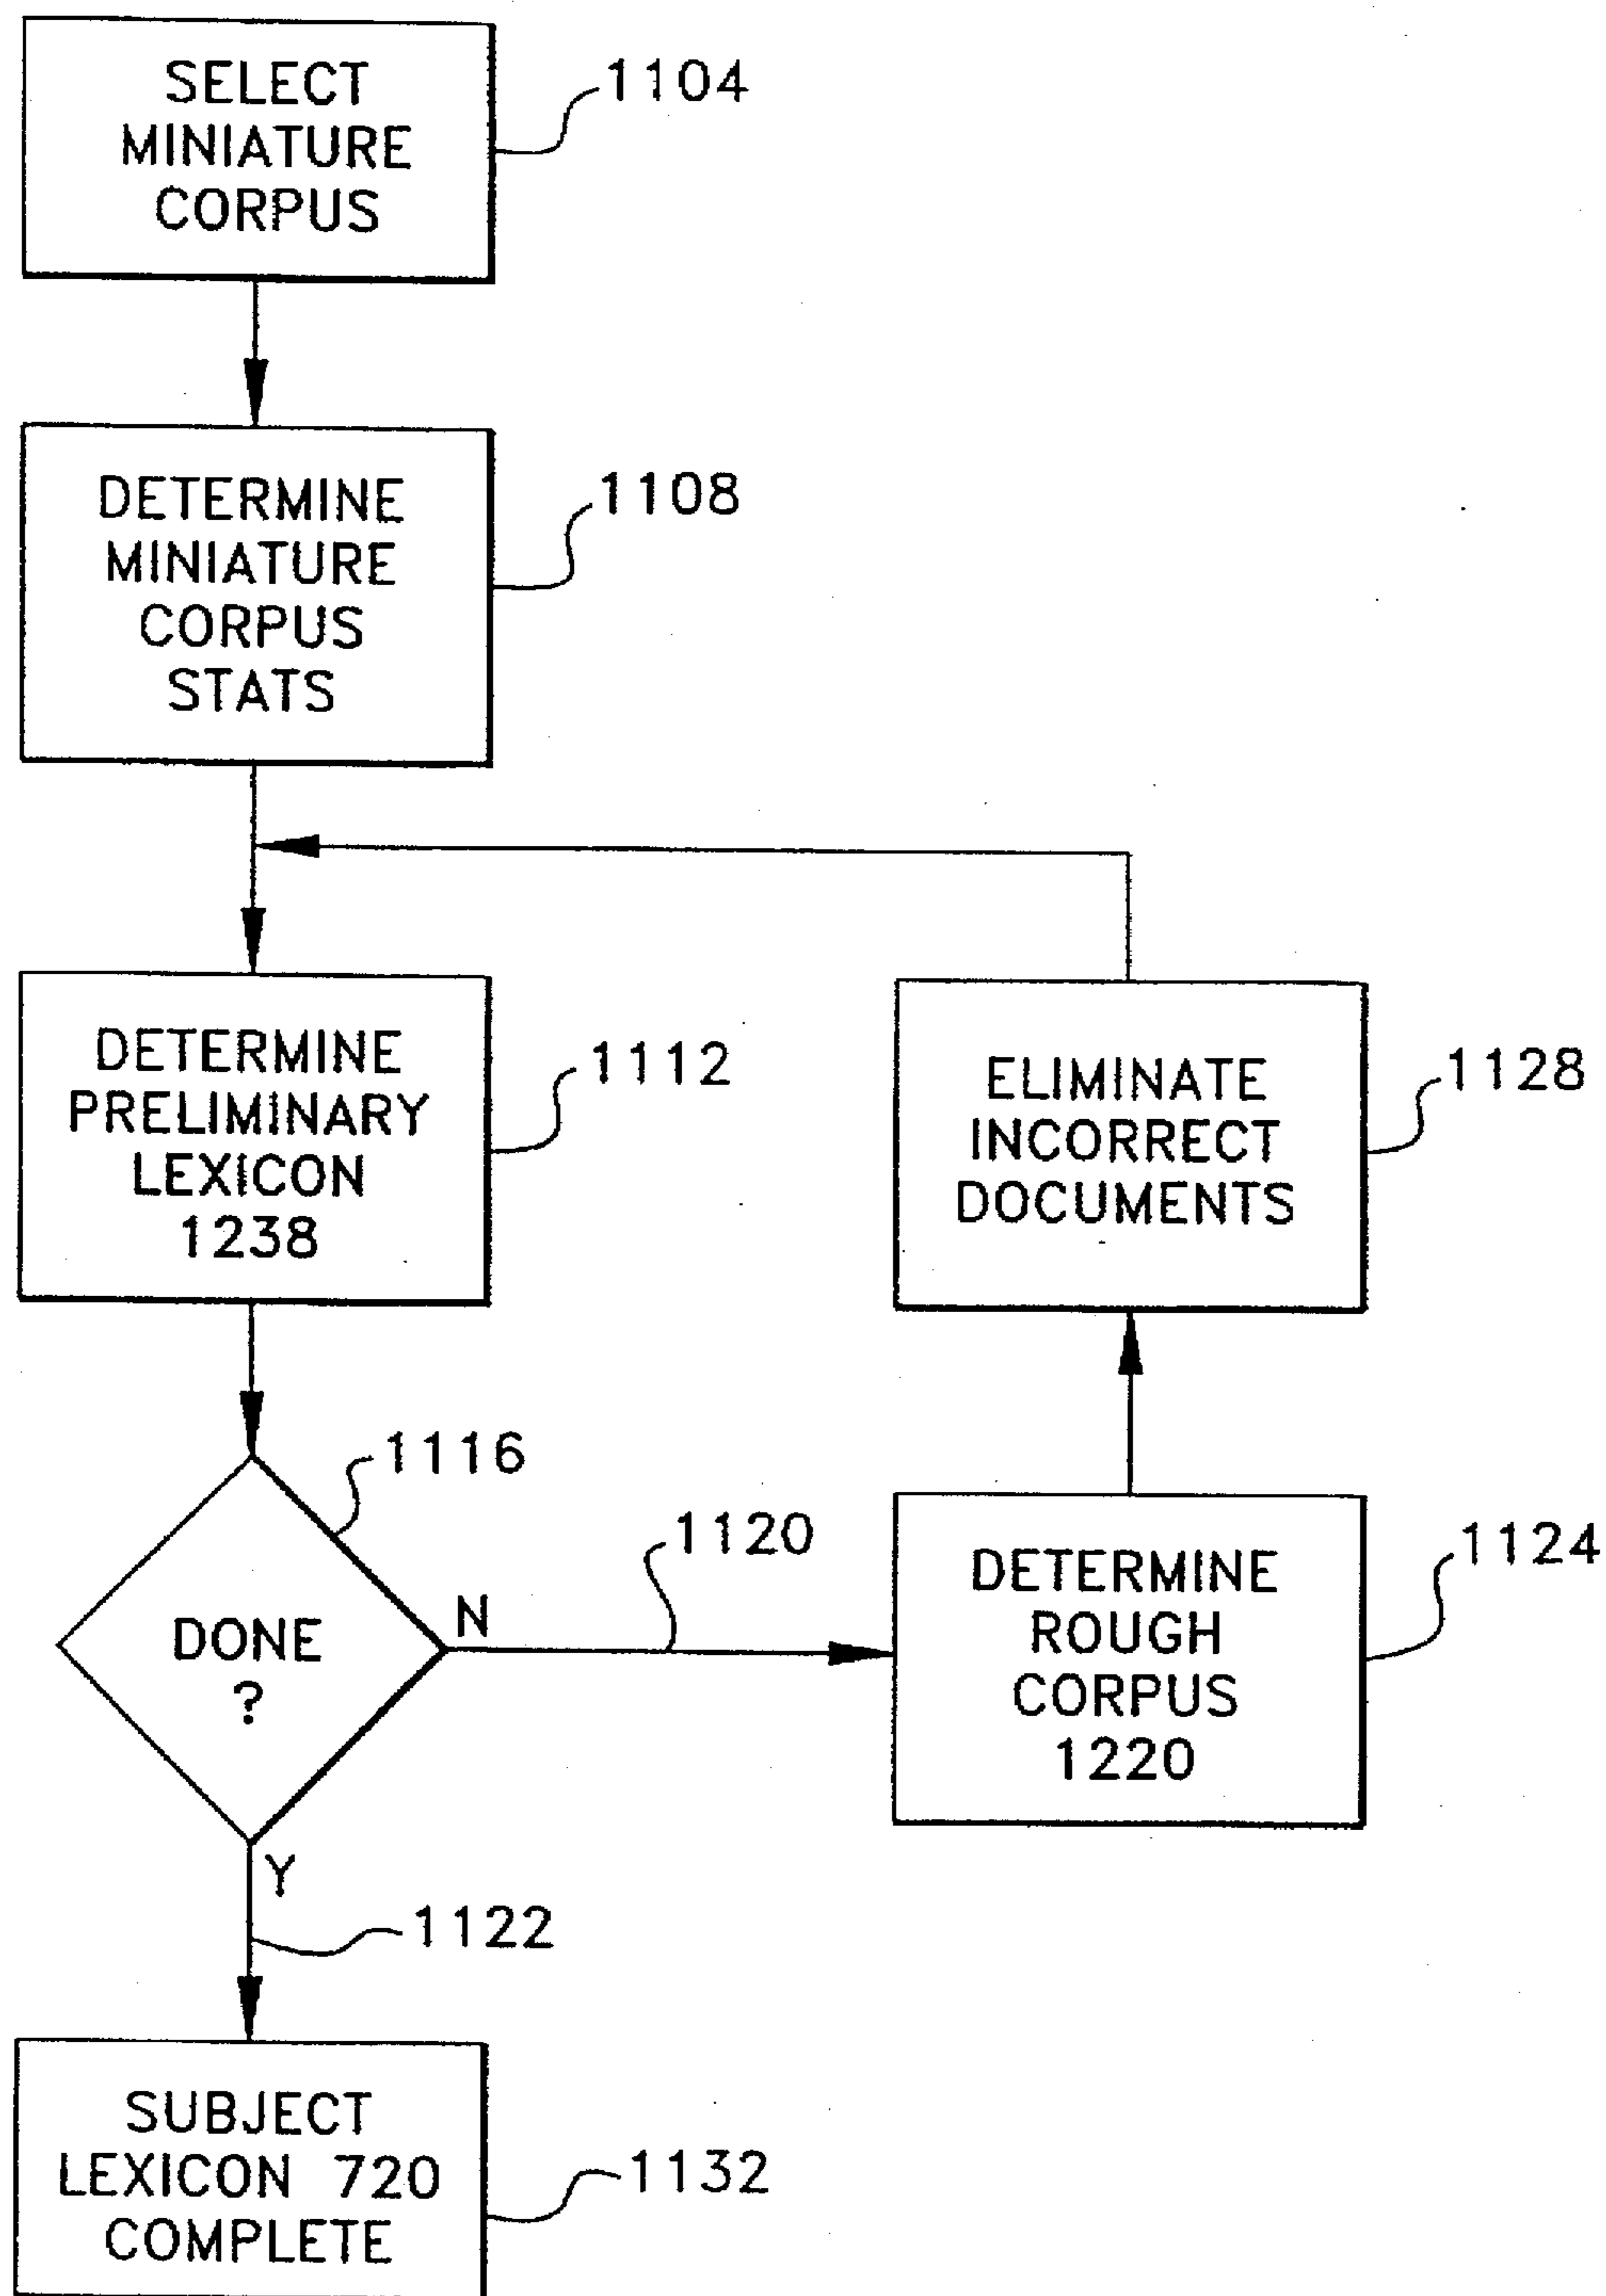 SELECT
MINIATURE
CORPUS
1104
DETERMINE
MINIATURE
CORPUS
STATS
1108
DETERMINE
PRELIMINARY
LEXICON
1238
1112
ELIMINATE
INCORRECT
DOCUMENTS
1128
DONE
?
1116
N
1120
DETERMINE
ROUGH
CORPUS
1220
1124
Y
1122
SUBJECT
LEXICON 720
COMPLETE
1132